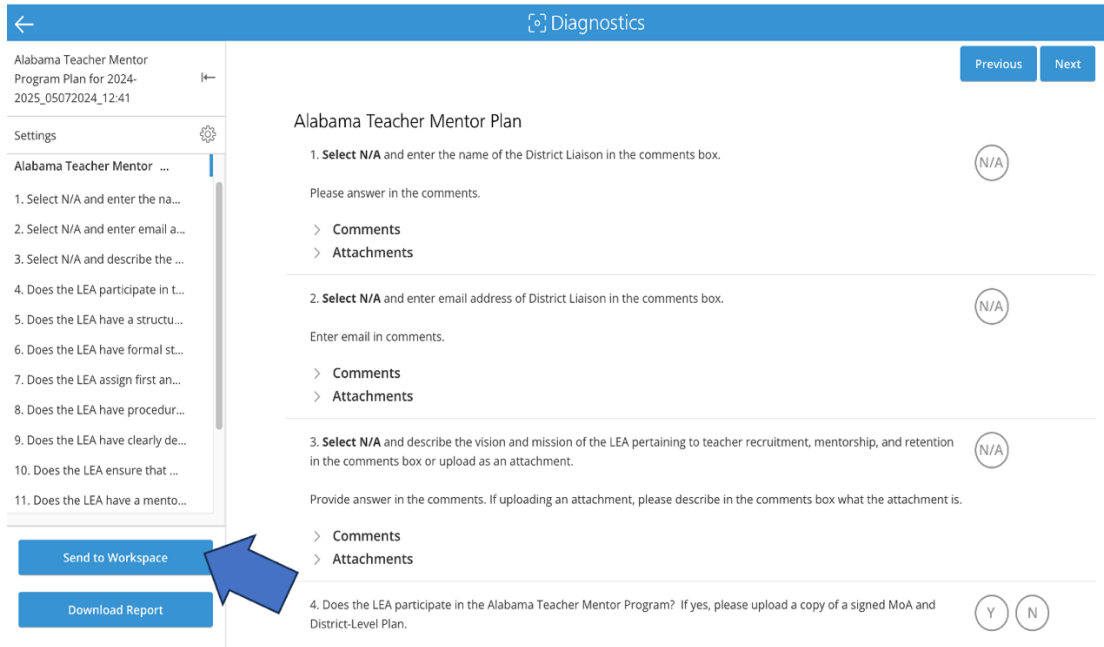 Diagnostics
Alabama Teacher Mentor
Program Plan for 2024-
2025_05072024_12:41
Settings
Alabama Teacher Mentor ...
1. Select N/A and enter the na...
2. Select N/A and enter email a...
3. Select N/A and describe the ...
4. Does the LEA participate in t...
5. Does the LEA have a structu...
6. Does the LEA have formal st...
7. Does the LEA assign first an...
8. Does the LEA have procedur...
9. Does the LEA have clearly de...
10. Does the LEA ensure that ...
11. Does the LEA have a mento...
Send to Workspace
Download Report
Previous Next
Alabama Teacher Mentor Plan
1. Select N/A and enter the name of the District Liaison in the comments box.
N/A
Please answer in the comments.
Comments
Attachments
2. Select N/A and enter email address of District Liaison in the comments box.
N/A
Enter email in comments.
Comments
Attachments
3. Select N/A and describe the vision and mission of the LEA pertaining to teacher recruitment, mentorship, and retention
in the comments box or upload as an attachment.
N/A
Provide answer in the comments. If uploading an attachment, please describe in the comments box what the attachment is.
Comments
Attachments
4. Does the LEA participate in the Alabama Teacher Mentor Program? If yes, please upload a copy of a signed MoA and
District-Level Plan.
Y N